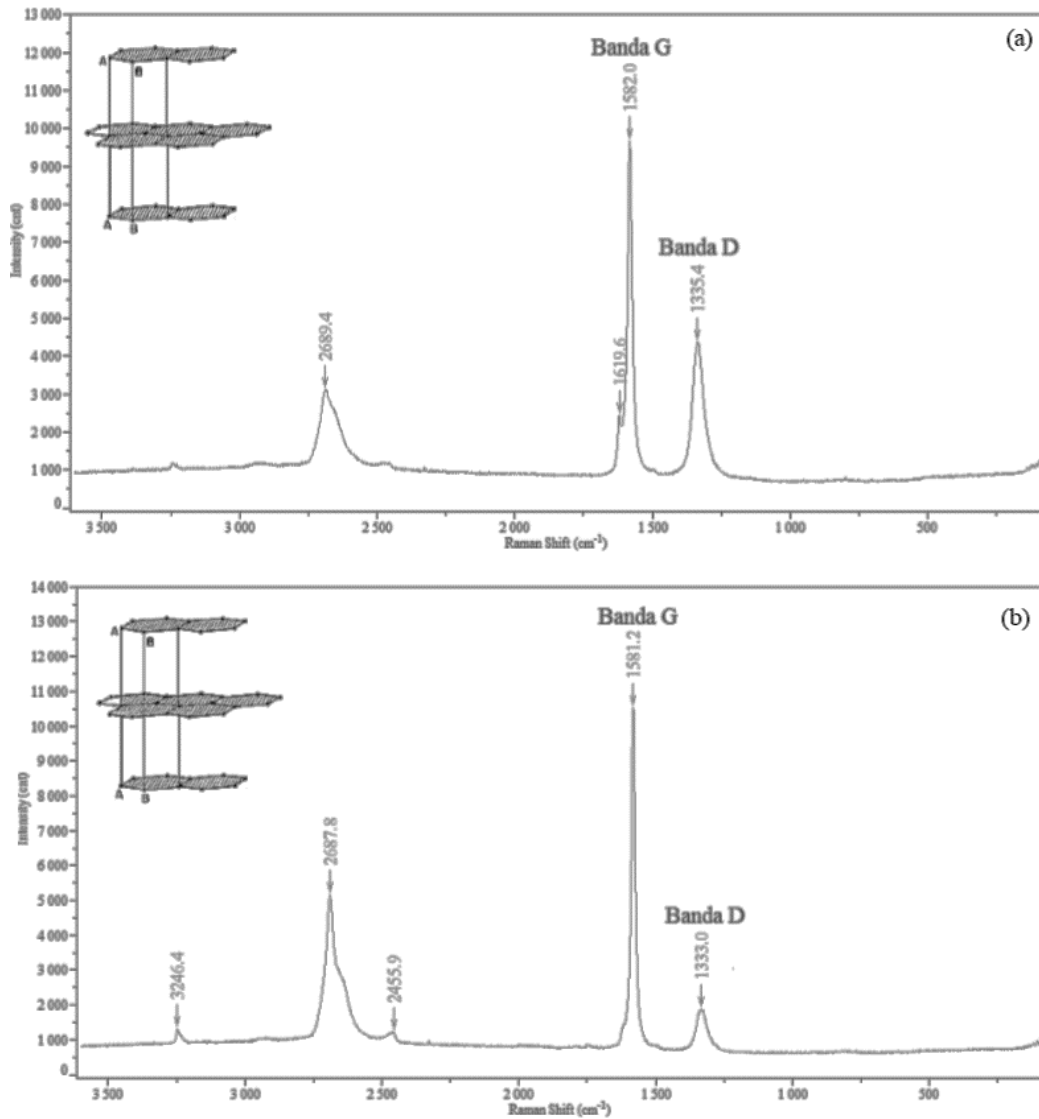 (a)
Banda G
1582.0
Banda D
1335.4
1619.6
2689.4
A
B
A
B
Intensity (cnt)
13 000
12 000
11 000
10 000
9 000
8 000
7 000
6 000
5 000
4 000
3 000
2 000
1 000
0
3 500
3 000
2 500
2 000
1 500
1 000
500
Raman Shift (cm⁻¹)
(b)
Banda G
1581.2
Banda D
1333.0
2687.8
3246.4
2455.9
A
B
A
B
Intensity (cnt)
14 000
13 000
12 000
11 000
10 000
9 000
8 000
7 000
6 000
5 000
4 000
3 000
2 000
1 000
0
3 500
3 000
2 500
2 000
1 500
1 000
500
Raman Shift (cm⁻¹)